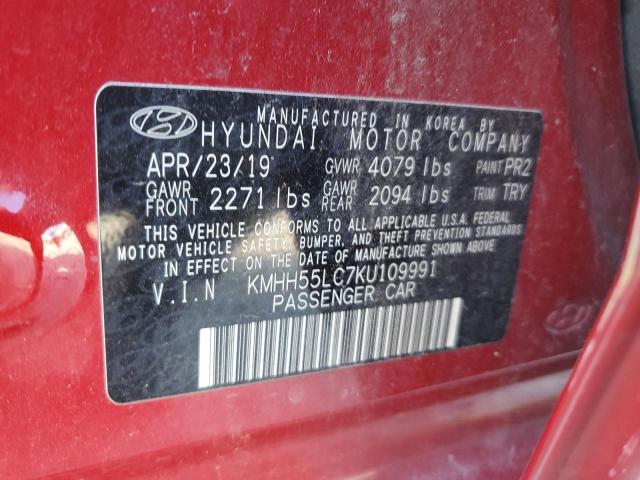 MANUFACTURED IN KOREA BY
HYUNDAI MOTOR COMPANY
APR/23/19 GVWR 4079 lbs PAINT PR2
GAWR FRONT 2271 lbs GAWR REAR 2094 lbs TRIM TRY
THIS VEHICLE CONFORMS TO ALL APPLICABLE U.S.A. FEDERAL
MOTOR VEHICLE SAFETY, BUMPER, AND THEFT PREVENTION STANDARDS
IN EFFECT ON THE DATE OF MANUFACTURE SHOWN ABOVE
V.I.N KMHH55LC7KU109991
PASSENGER CAR